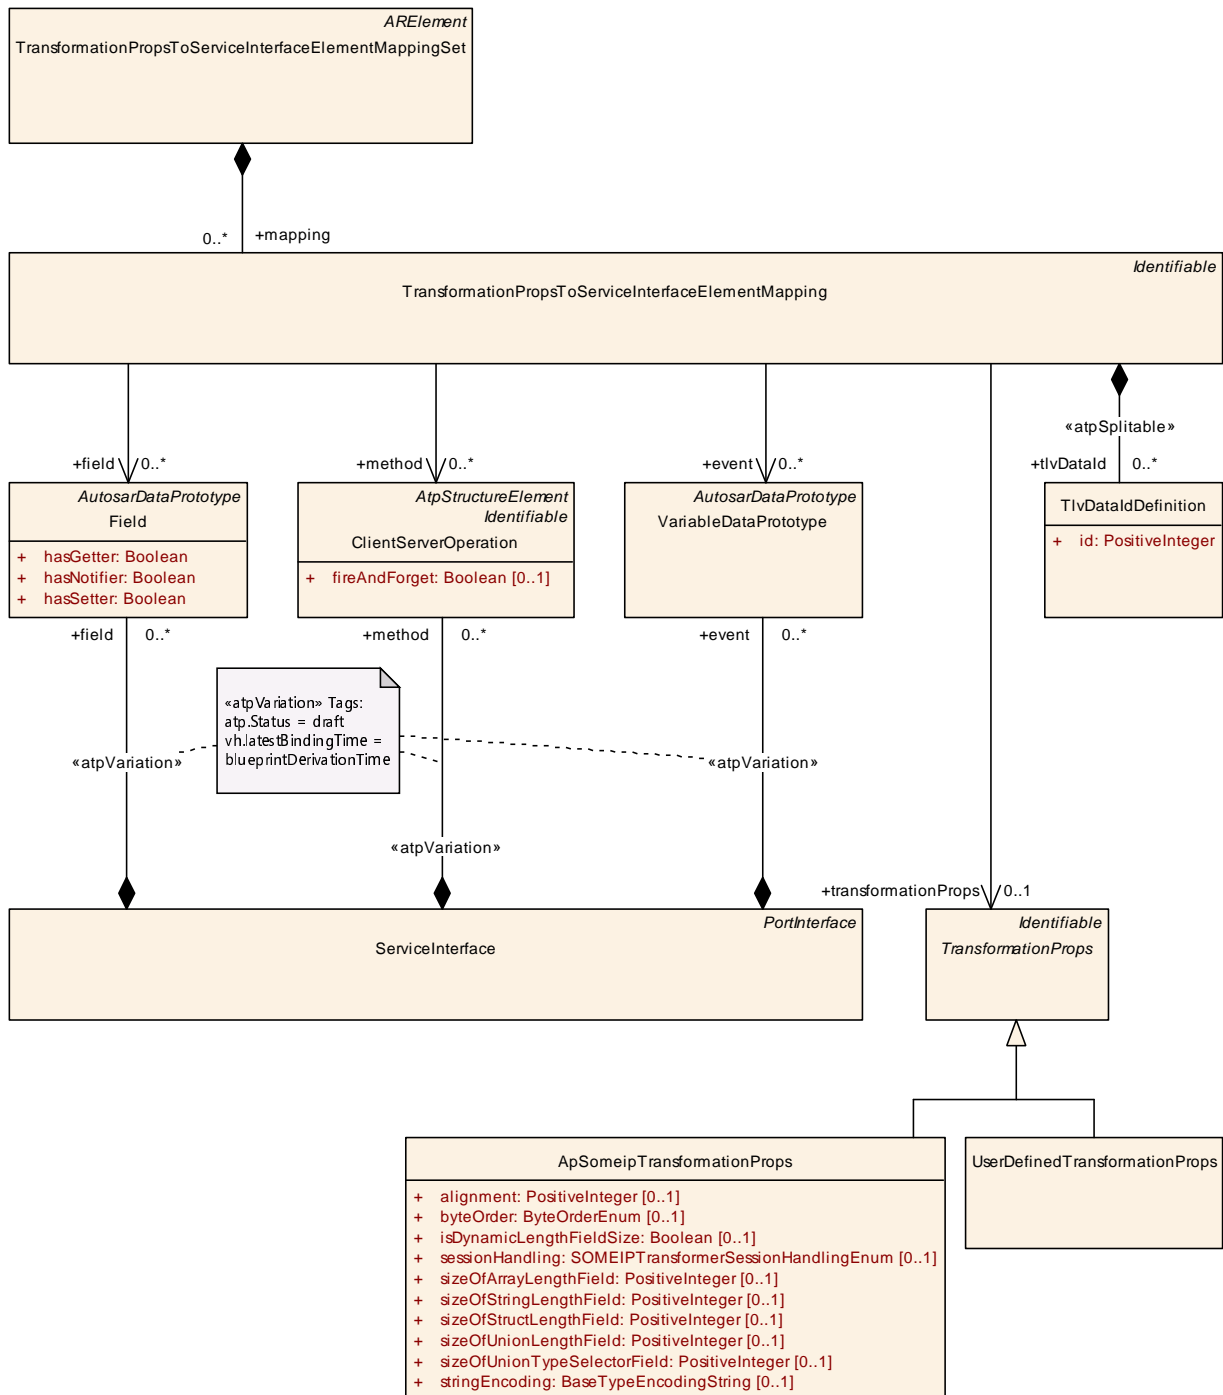 ARElement
TransformationPropsToServiceInterfaceElementMappingSet
0..*
+mapping
Identifiable
TransformationPropsToServiceInterfaceElementMapping
«atpSplitable»
+field
0..*
+method
0..*
+event
0..*
+tlvDataId
0..*
AutosarDataPrototype
Field
+ hasGetter: Boolean
+ hasNotifier: Boolean
+ hasSetter: Boolean
AtpStructureElement
Identifiable
ClientServerOperation
+ fireAndForget: Boolean [0..1]
AutosarDataPrototype
VariableDataPrototype
TlvDataIdDefinition
+ id: PositiveInteger
+field
0..*
+method
0..*
+event
0..*
«atpVariation» Tags:
atp.Status = draft
vh.latestBindingTime =
blueprintDerivationTime
«atpVariation»
«atpVariation»
«atpVariation»
+transformationProps
0..1
PortInterface
ServiceInterface
Identifiable
TransformationProps
ApSomeipTransformationProps
+ alignment: PositiveInteger [0..1]
+ byteOrder: ByteOrderEnum [0..1]
+ isDynamicLengthFieldSize: Boolean [0..1]
+ sessionHandling: SOMEIPTransformerSessionHandlingEnum [0..1]
+ sizeOfArrayLengthField: PositiveInteger [0..1]
+ sizeOfStringLengthField: PositiveInteger [0..1]
+ sizeOfStructLengthField: PositiveInteger [0..1]
+ sizeOfUnionLengthField: PositiveInteger [0..1]
+ sizeOfUnionTypeSelectorField: PositiveInteger [0..1]
+ stringEncoding: BaseTypeEncodingString [0..1]
UserDefinedTransformationProps